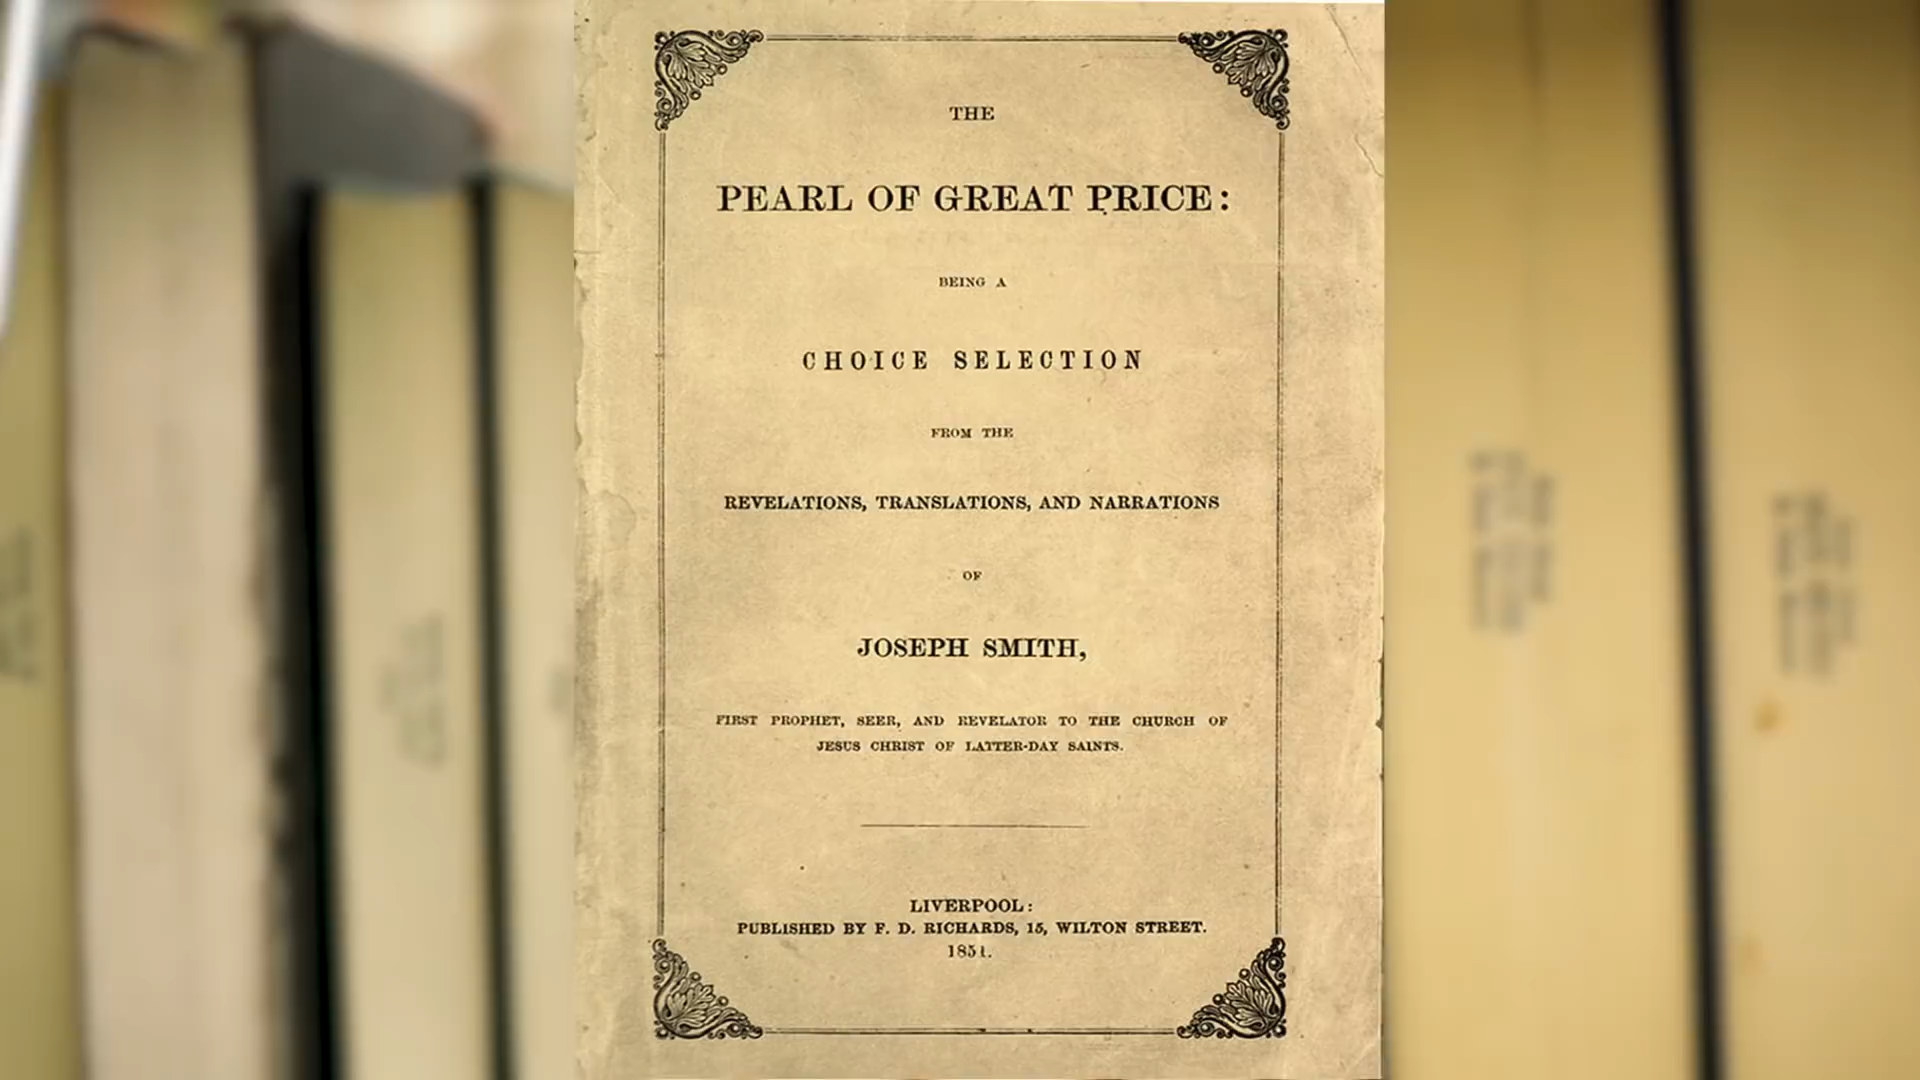 THE
PEARL OF GREAT PRICE:
BEING A
CHOICE SELECTION
FROM THE
REVELATIONS, TRANSLATIONS, AND NARRATIONS
OF
JOSEPH SMITH,
FIRST PROPHET, SEER, AND REVELATOR TO THE CHURCH OF
JESUS CHRIST OF LATTER-DAY SAINTS.
LIVERPOOL:
PUBLISHED BY F. D. RICHARDS, 15, WILTON STREET.
1851.